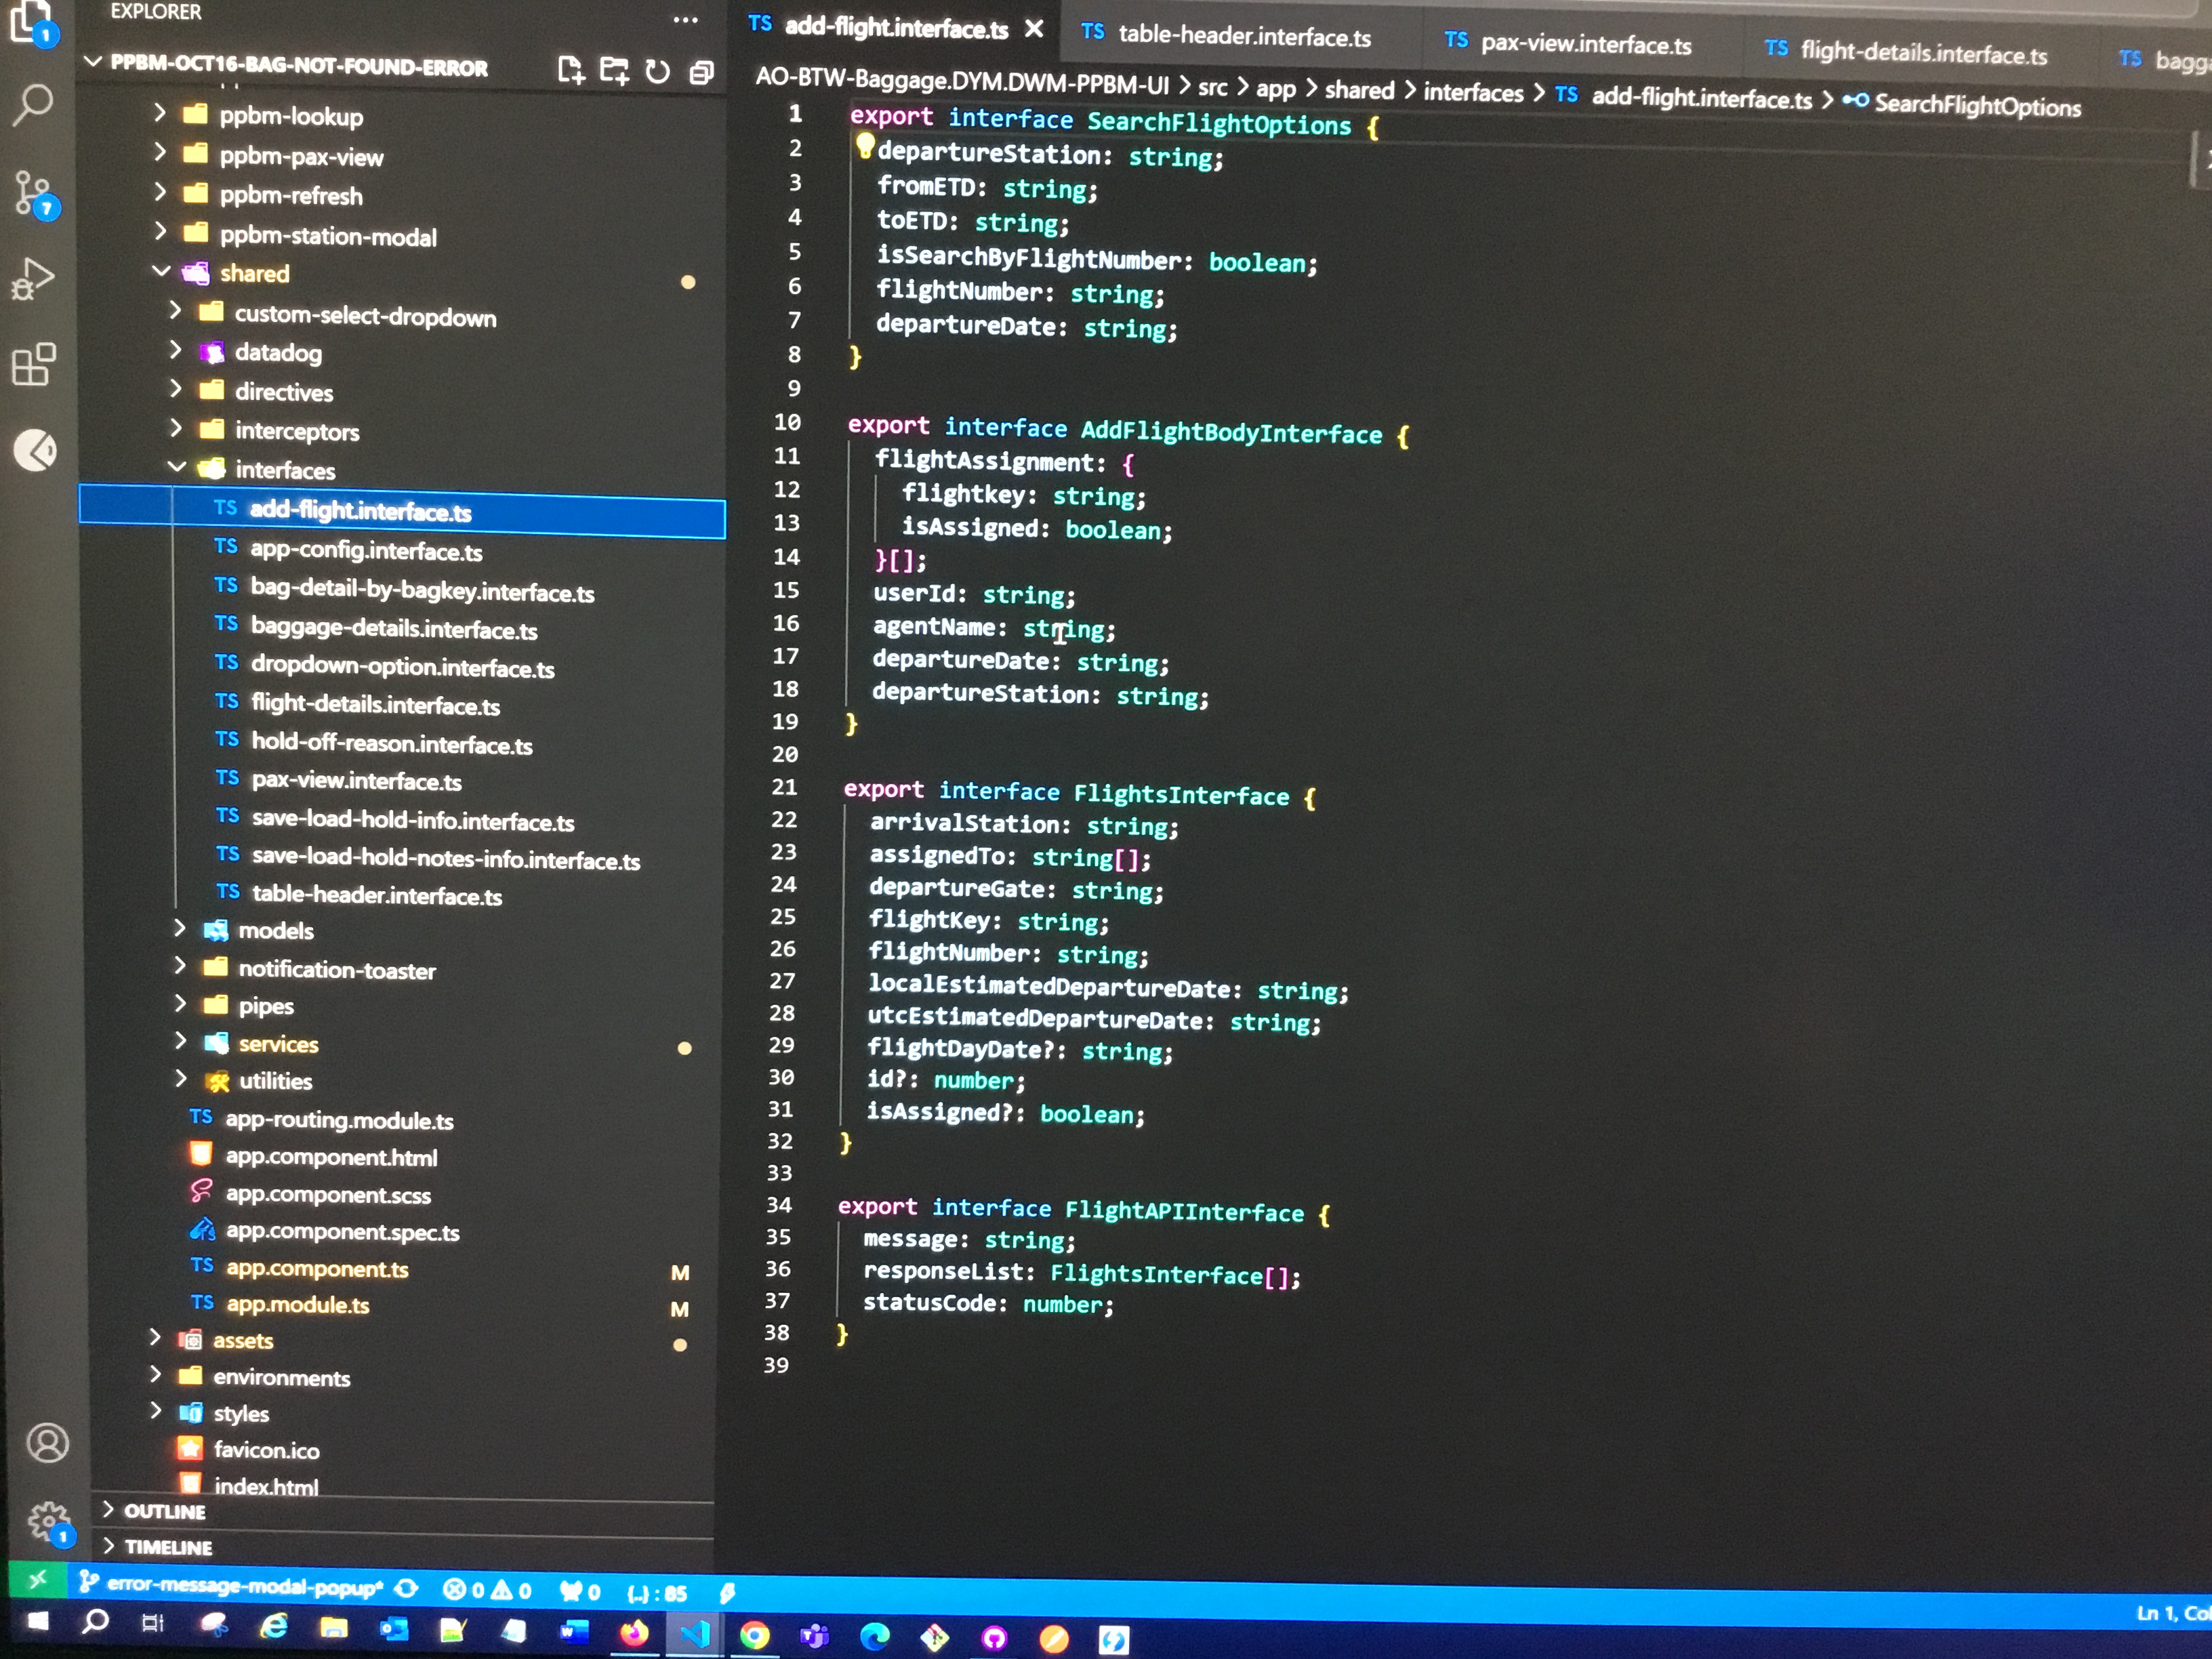 EXPLORER
PPBM-OCT16-BAG-NOT-FOUND-ERROR
ppbm-lookup
ppbm-pax-view
ppbm-refresh
ppbm-station-modal
shared
custom-select-dropdown
datadog
directives
interceptors
interfaces
TS add-flight.interface.ts
TS app-config.interface.ts
TS bag-detail-by-bagkey.interface.ts
TS baggage-details.interface.ts
TS dropdown-option.interface.ts
TS flight-details.interface.ts
TS hold-off-reason.interface.ts
TS pax-view.interface.ts
TS save-load-hold-info.interface.ts
TS save-load-hold-notes-info.interface.ts
TS table-header.interface.ts
models
notification-toaster
pipes
services
utilities
TS app-routing.module.ts
app.component.html
app.component.scss
app.component.spec.ts
TS app.component.ts M
TS app.module.ts M
assets
environments
styles
favicon.ico
index.html
OUTLINE
TIMELINE
1
7
1
TS add-flight.interface.ts
TS table-header.interface.ts
TS pax-view.interface.ts
TS flight-details.interface.ts
TS
AO-BTW-Baggage.DYM.DWM-PPBM-UI > src > app > shared > interfaces > TS add-flight.interface.ts > SearchFlightOptions
1 export interface SearchFlightOptions {
2 departureStation: string;
3 fromETD: string;
4 toETD: string;
5 isSearchByFlightNumber: boolean;
6 flightNumber: string;
7 departureDate: string;
8 }
9
10 export interface AddFlightBodyInterface {
11 flightAssignment: {
12 flightkey: string;
13 isAssigned: boolean;
14 }[];
15 userId: string;
16 agentName: string;
17 departureDate: string;
18 departureStation: string;
19 }
20
21 export interface FlightsInterface {
22 arrivalStation: string;
23 assignedTo: string[];
24 departureGate: string;
25 flightKey: string;
26 flightNumber: string;
27 localEstimatedDepartureDate: string;
28 utcEstimatedDepartureDate: string;
29 flightDayDate?: string;
30 id?: number;
31 isAssigned?: boolean;
32 }
33
34 export interface FlightAPIInterface {
35 message: string;
36 responseList: FlightsInterface[];
37 statusCode: number;
38 }
39
error-message-modal-popup* 0 0 0 {..} : 85
Ln 1, Col